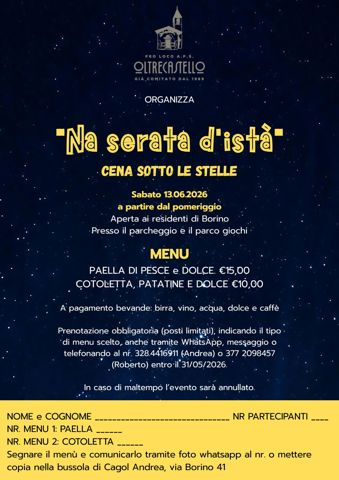 PRO LOCO A.P.S.
OLTRECASTELLO
GIÀ COMITATO DAL 1988
ORGANIZZA
"Na serata d'istà"
CENA SOTTO LE STELLE
Sabato 13.06.2026
a partire dal pomeriggio
Aperta ai residenti di Borino
Presso il parcheggio e il parco giochi
MENU
PAELLA DI PESCE e DOLCE €15,00
COTOLETTA, PATATINE E DOLCE €10,00
A pagamento bevande: birra, vino, acqua, dolce e caffè
Prenotazione obbligatoria (posti limitati), indicando il tipo
di menu scelto, anche tramite WhatsApp, messaggio o
telefonando al nr. 328.4416911 (Andrea) o 377 2098457
(Roberto) entro il 31/05/2026.
In caso di maltempo l'evento sarà annullato.
NOME e COGNOME ______________________________ NR PARTECIPANTI ____
NR. MENU 1: PAELLA ______
NR. MENU 2: COTOLETTA ______
Segnare il menù e comunicarlo tramite foto whatsapp al nr. o mettere
copia nella bussola di Cagol Andrea, via Borino 41